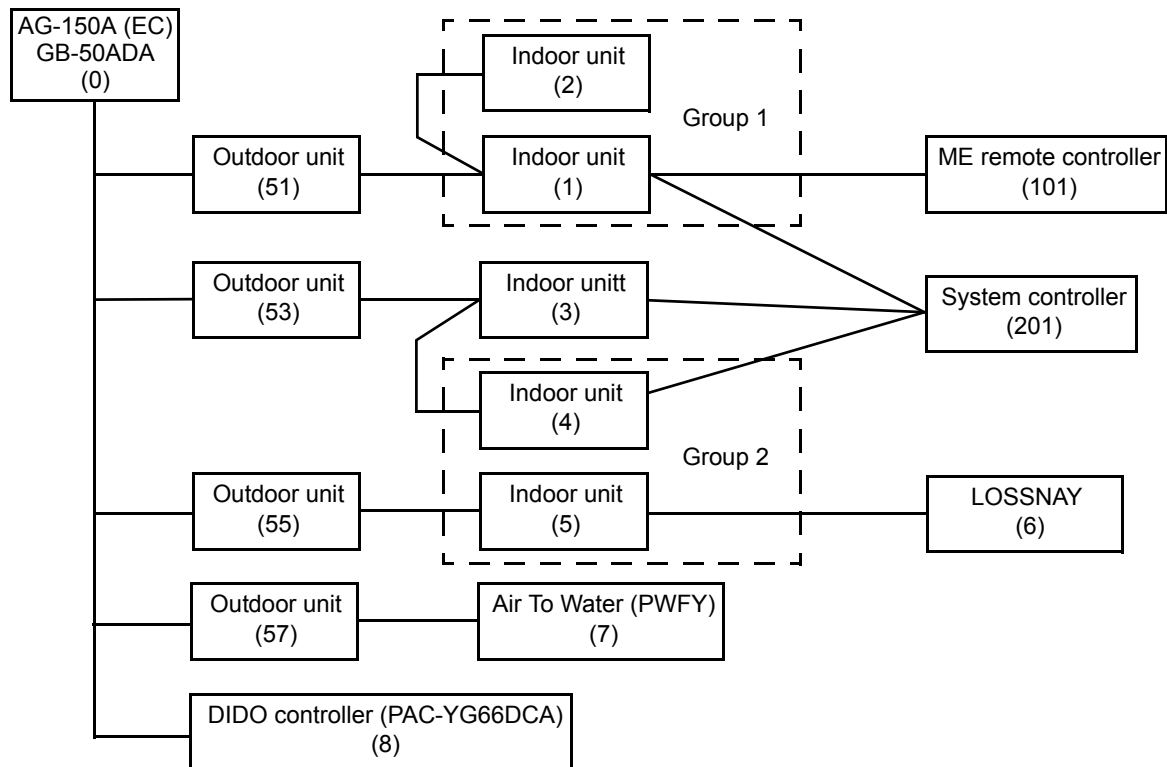 AG-150A (EC)
GB-50ADA
(0)
Indoor unit
(2)
Group 1
Outdoor unit
(51)
Indoor unit
(1)
ME remote controller
(101)
Outdoor unit
(53)
Indoor unitt
(3)
System controller
(201)
Indoor unit
(4)
Group 2
Outdoor unit
(55)
Indoor unit
(5)
LOSSNAY
(6)
Outdoor unit
(57)
Air To Water (PWFY)
(7)
DIDO controller (PAC-YG66DCA)
(8)